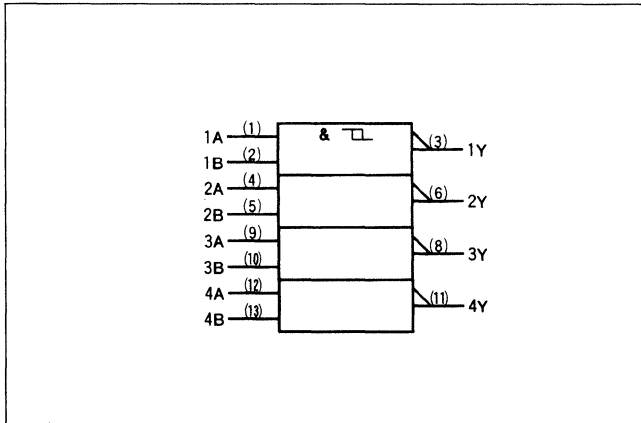 & 
1A (1)
(3) 1Y
1B (2)
2A (4)
(6) 2Y
2B (5)
3A (9)
(8) 3Y
3B (10)
4A (12)
(11) 4Y
4B (13)